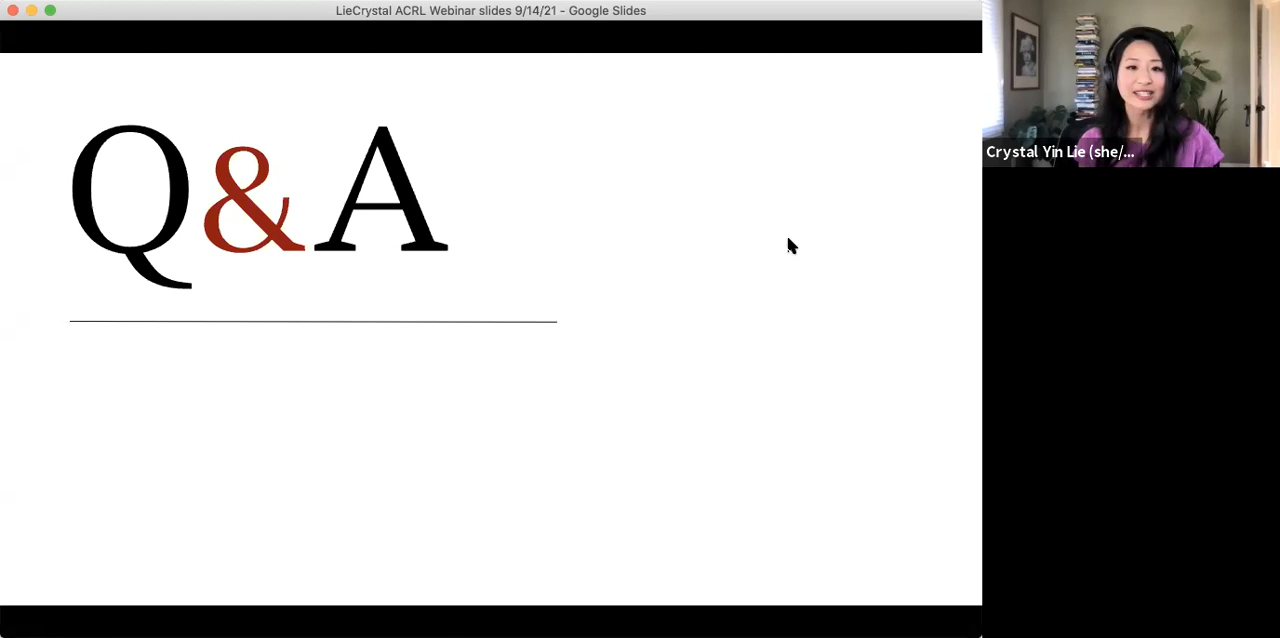 LieCrystal ACRL Webinar slides 9/14/21 - Google Slides
Q&A
Crystal Yin Lie (she/...